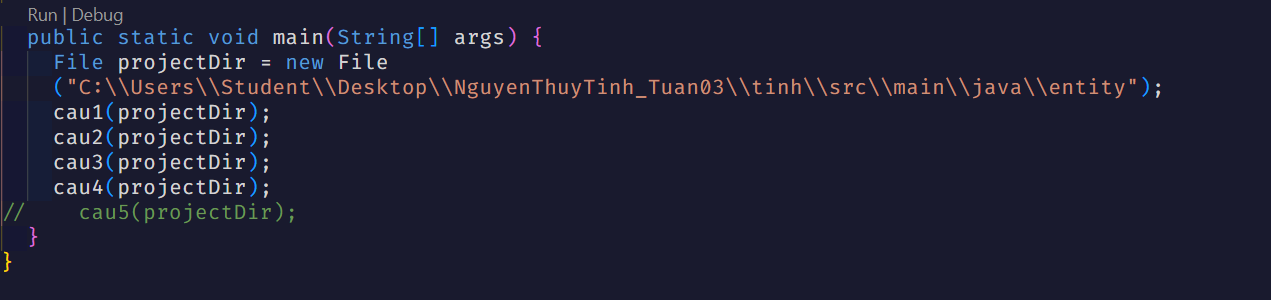 Run | Debug
public static void main(String[] args) {
File projectDir = new File
("C:\\Users\\Student\\Desktop\\NguyenThuyTinh_Tuan03\\tinh\\src\\main\\java\\entity");
cau1(projectDir);
cau2(projectDir);
cau3(projectDir);
cau4(projectDir);
//    cau5(projectDir);
}
}